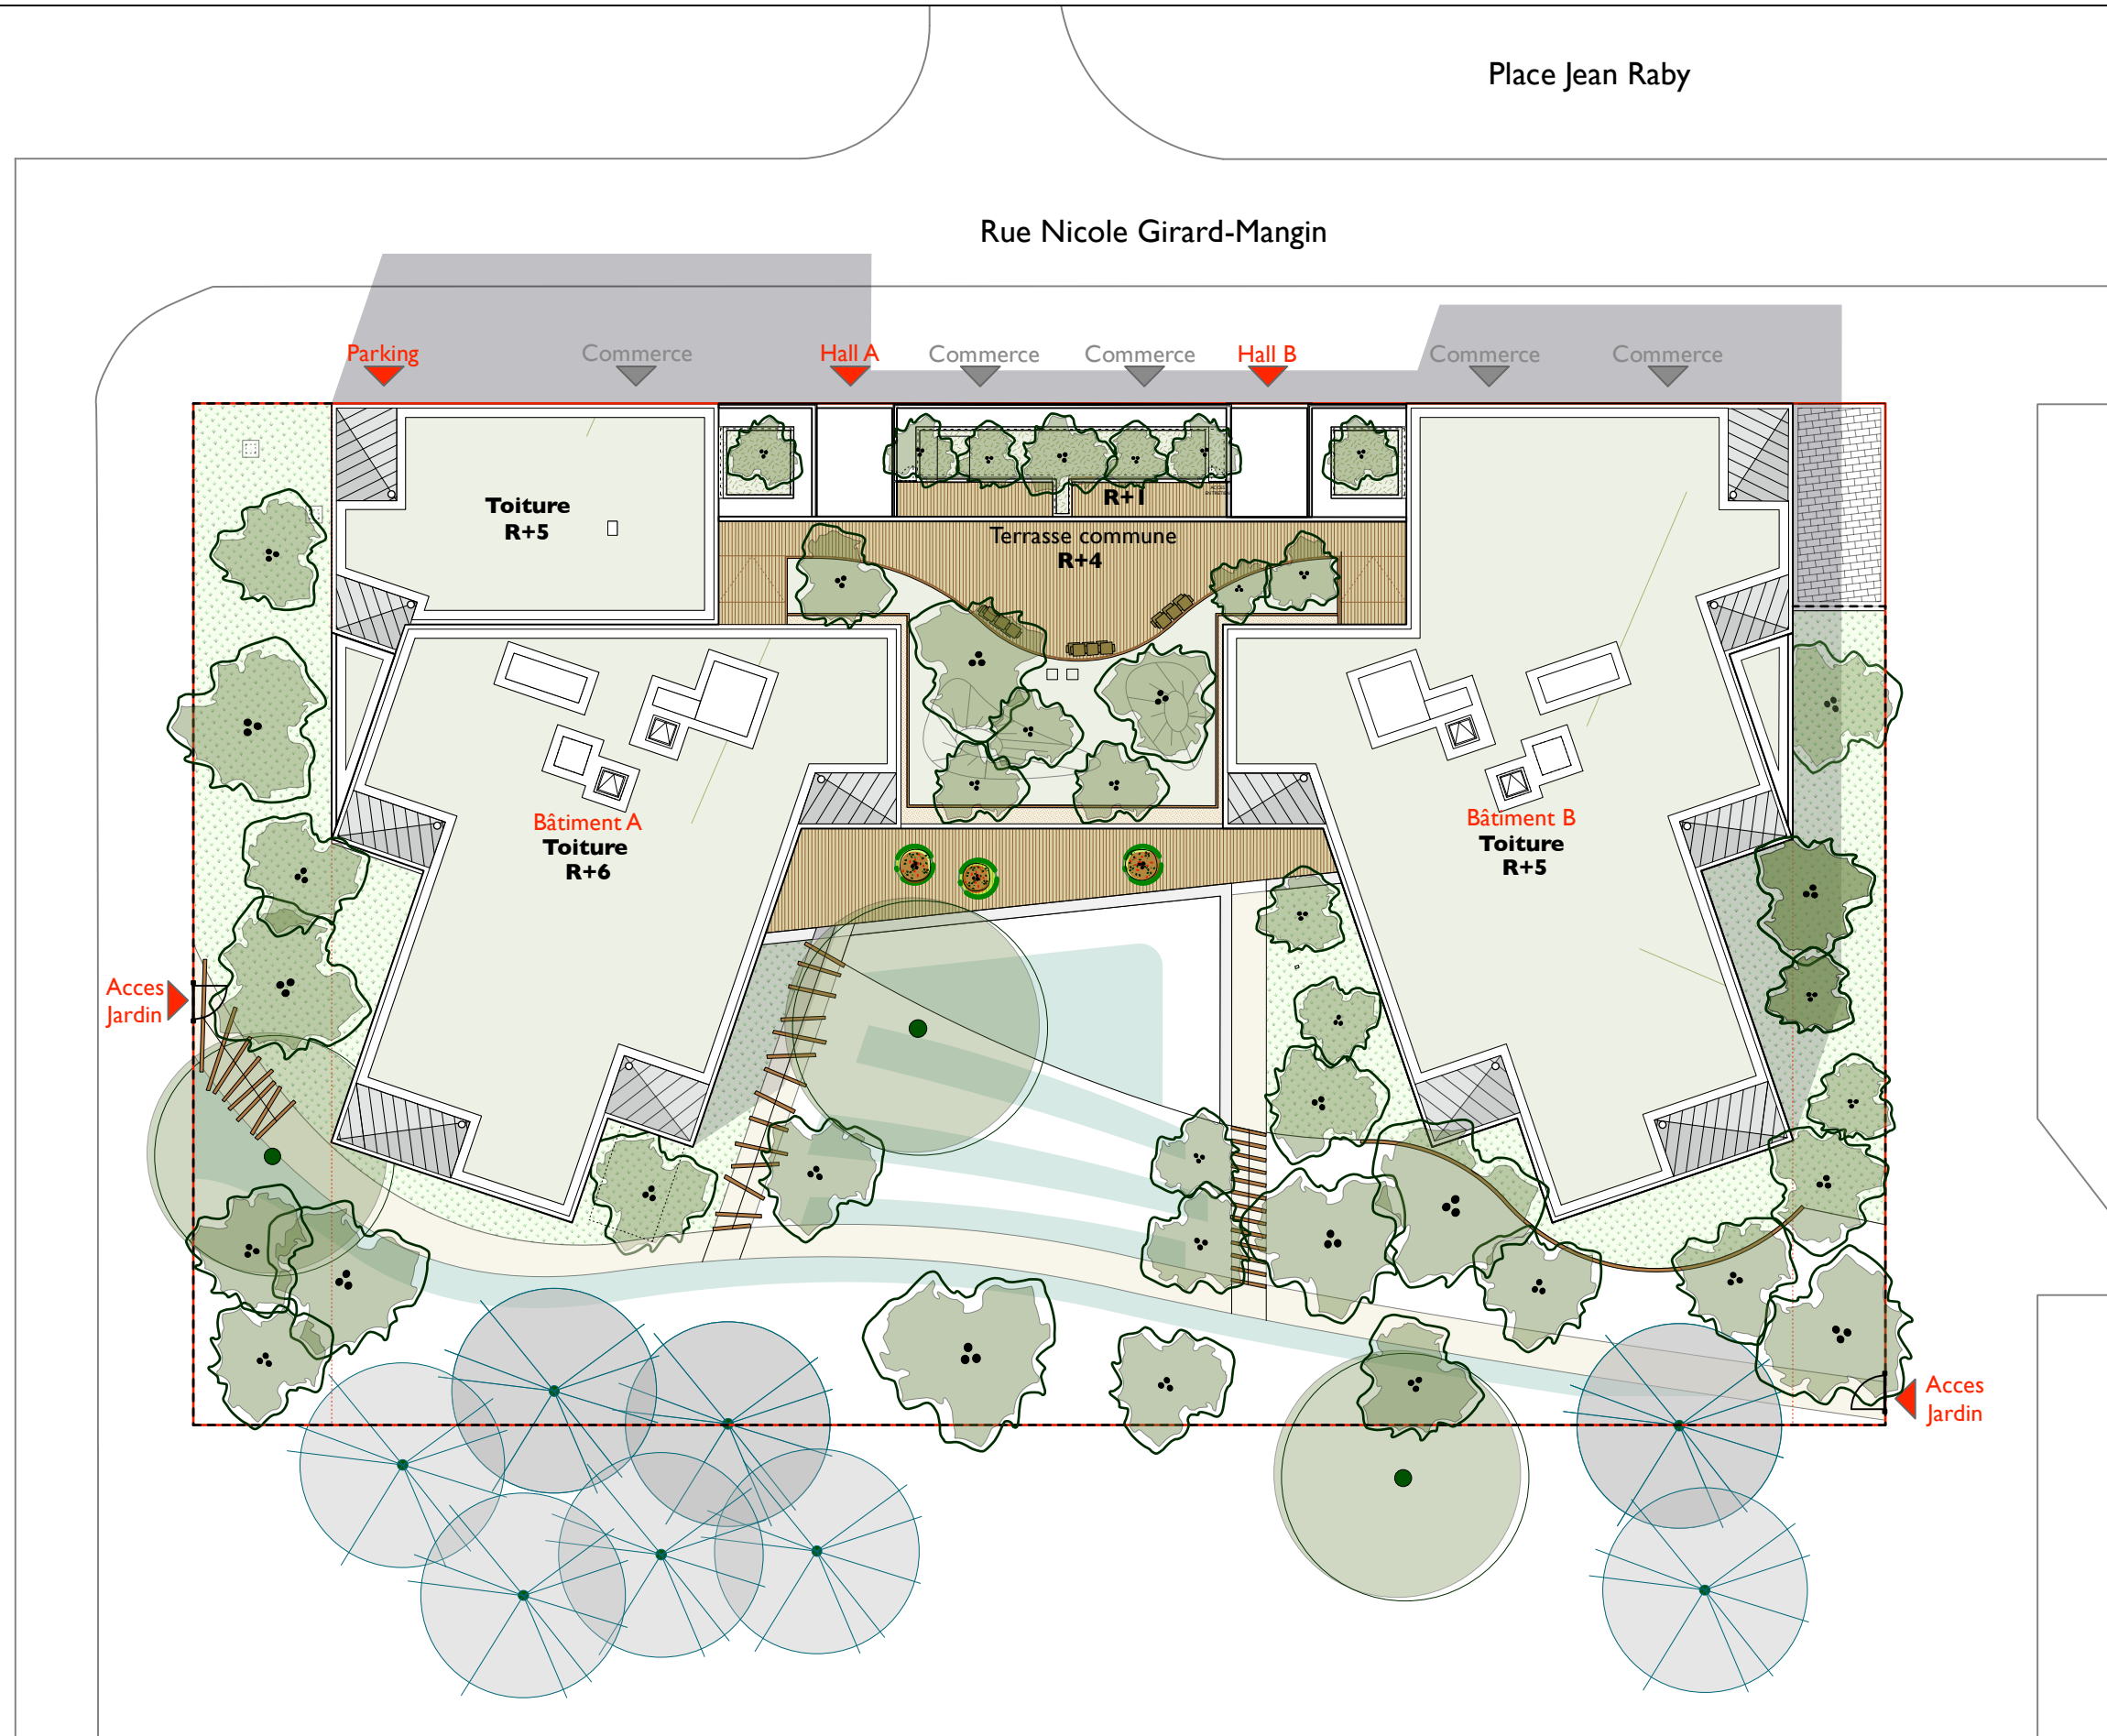 Place Jean Raby
Rue Nicole Girard-Mangin
Parking
Commerce
Hall A
Commerce
Commerce
Hall B
Commerce
Commerce
Toiture
R+5
R+1
Terrasse commune
R+4
Bâtiment A
Toiture
R+6
Bâtiment B
Toiture
R+5
Acces
Jardin
Acces
Jardin